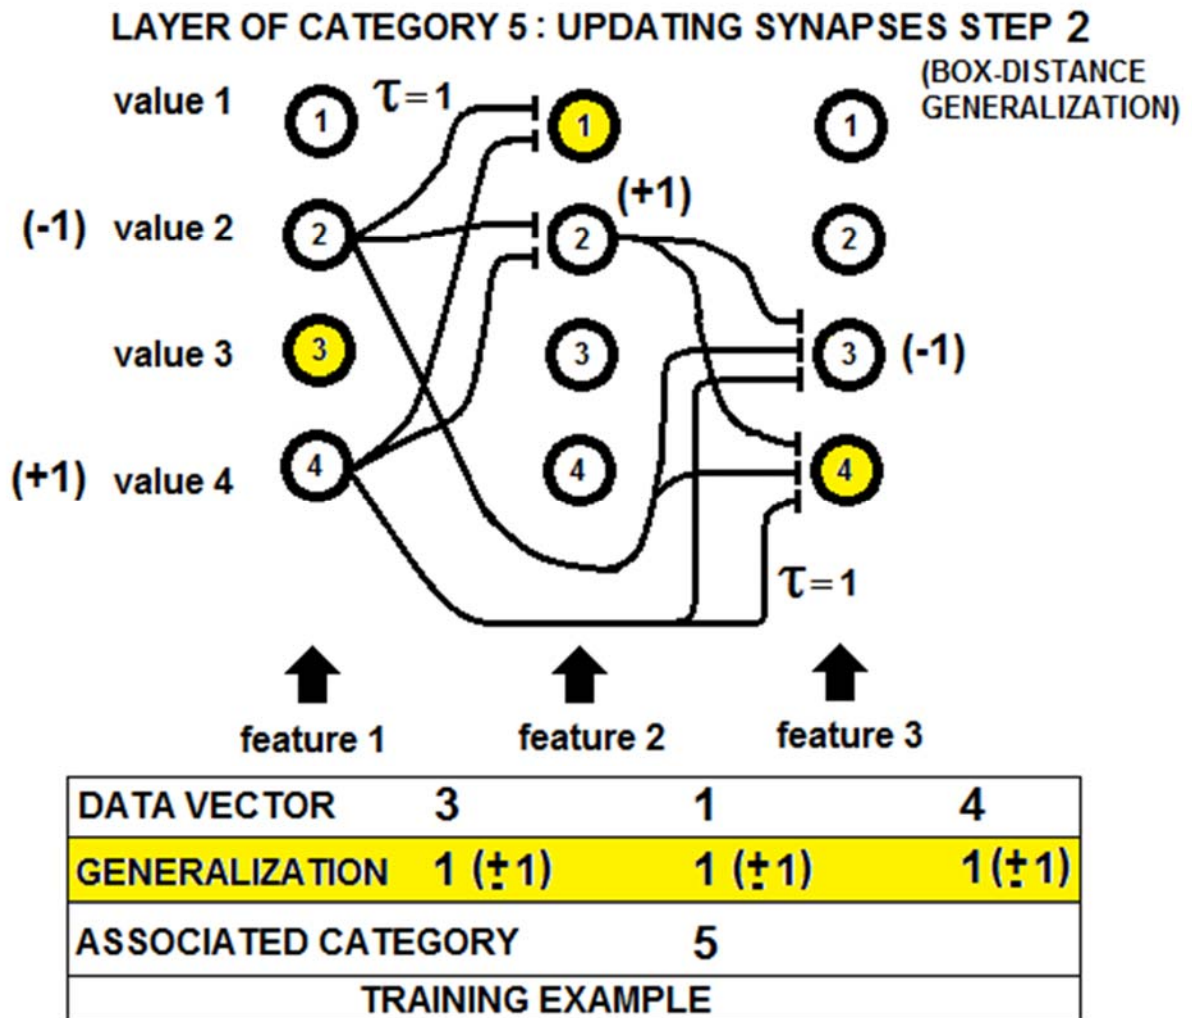 LAYER OF CATEGORY 5 : UPDATING SYNAPSES STEP 2
(BOX-DISTANCE
GENERALIZATION)
value 1 1 τ=1 1 1
(-1) value 2 2 2 (+1) 2
value 3 3 3 3 (-1)
(+1) value 4 4 4 4
τ=1
feature 1 feature 2 feature 3
DATA VECTOR 3 1 4
GENERALIZATION 1 (±1) 1 (±1) 1(±1)
ASSOCIATED CATEGORY 5
TRAINING EXAMPLE